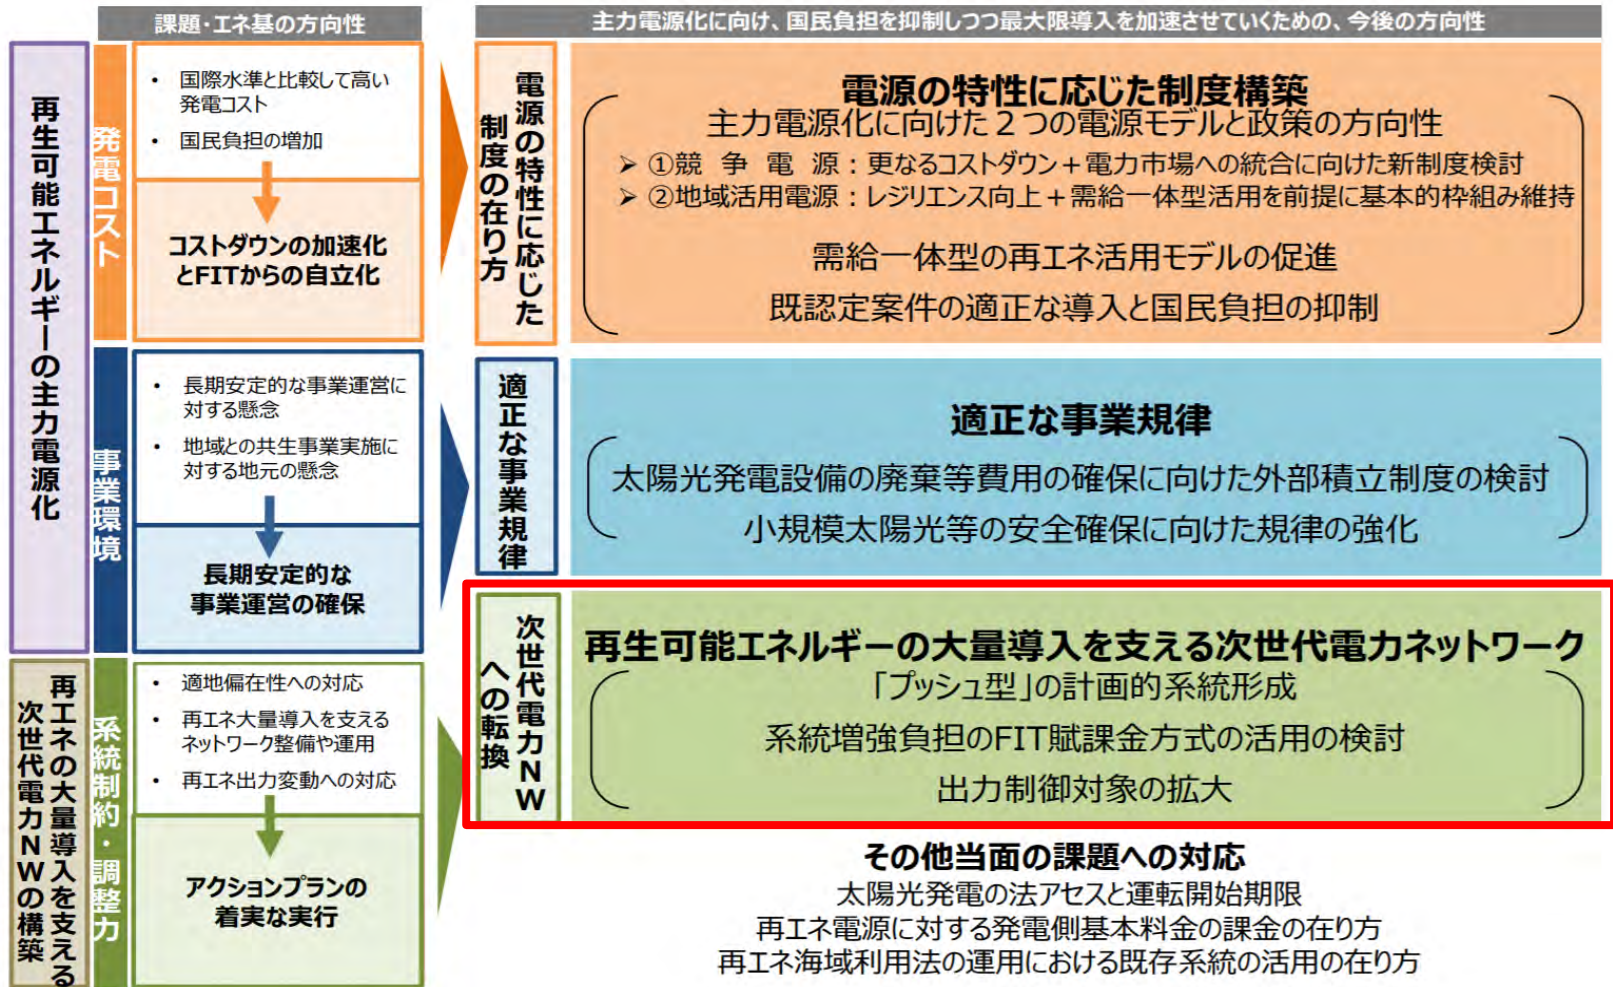 課題・エネ基の方向性
主力電源化に向け、国民負担を抑制しつつ最大限導入を加速させていくための、今後の方向性
再生可能エネルギーの主力電源化
発電コスト
• 国際水準と比較して高い
発電コスト
• 国民負担の増加
コストダウンの加速化
とFITからの自立化
電源の特性に応じた
制度の在り方
電源の特性に応じた制度構築
主力電源化に向けた２つの電源モデルと政策の方向性
➢ ①競 争 電 源：更なるコストダウン＋電力市場への統合に向けた新制度検討
➢ ②地域活用電源：レジリエンス向上＋需給一体型活用を前提に基本的枠組み維持
需給一体型の再エネ活用モデルの促進
既認定案件の適正な導入と国民負担の抑制
事業環境
• 長期安定的な事業運営に
対する懸念
• 地域との共生事業実施に
対する地元の懸念
長期安定的な
事業運営の確保
適正な事業規律
適正な事業規律
太陽光発電設備の廃棄等費用の確保に向けた外部積立制度の検討
小規模太陽光等の安全確保に向けた規律の強化
再エネの大量導入を支える
次世代電力ＮＷの構築
系統制約・調整力
• 適地偏在性への対応
• 再エネ大量導入を支える
ネットワーク整備や運用
• 再エネ出力変動への対応
アクションプランの
着実な実行
次世代電力ＮＷ
への転換
再生可能エネルギーの大量導入を支える次世代電力ネットワーク
「プッシュ型」の計画的系統形成
系統増強負担のFIT賦課金方式の活用の検討
出力制御対象の拡大
その他当面の課題への対応
太陽光発電の法アセスと運転開始期限
再エネ電源に対する発電側基本料金の課金の在り方
再エネ海域利用法の運用における既存系統の活用の在り方